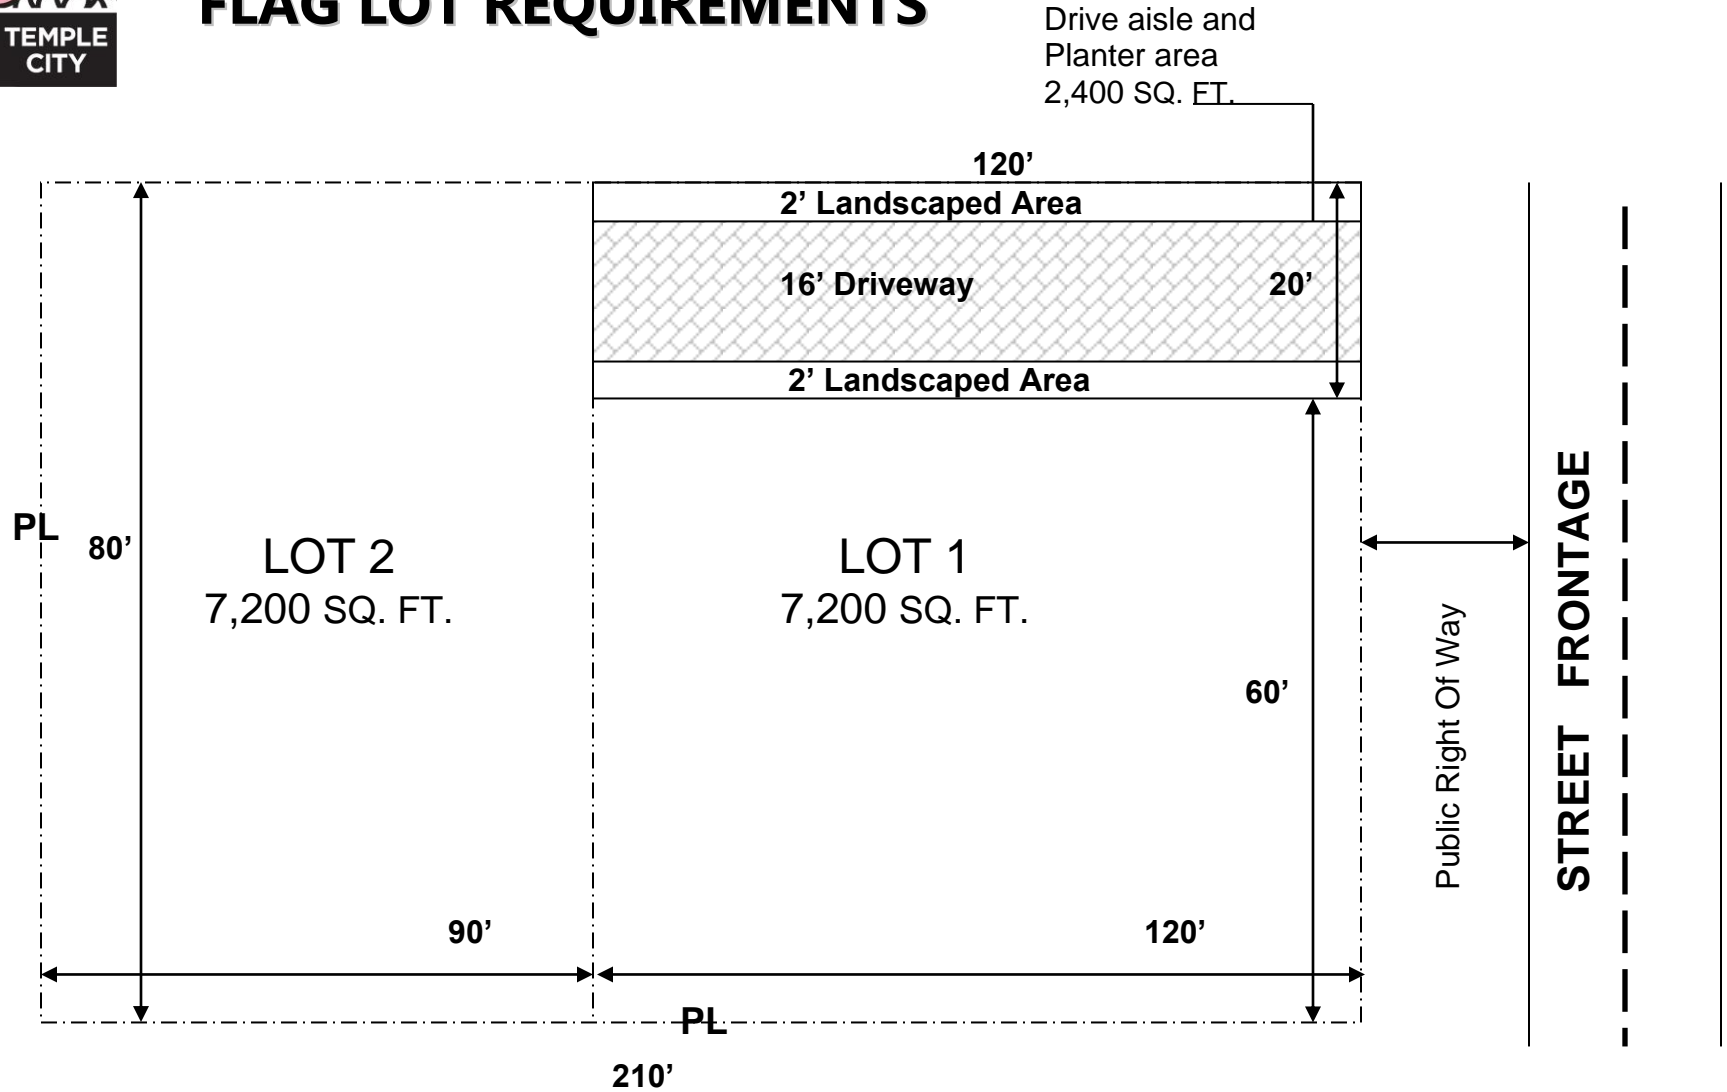 FLAG LOT REQUIREMENTS
TEMPLE
CITY
Drive aisle and
Planter area
2,400 SQ. FT.
120’
2’ Landscaped Area
16’ Driveway
20’
2’ Landscaped Area
PL
80’
LOT 2
7,200 SQ. FT.
LOT 1
7,200 SQ. FT.
60’
Public Right Of Way
STREET FRONTAGE
90’
120’
PL
210’